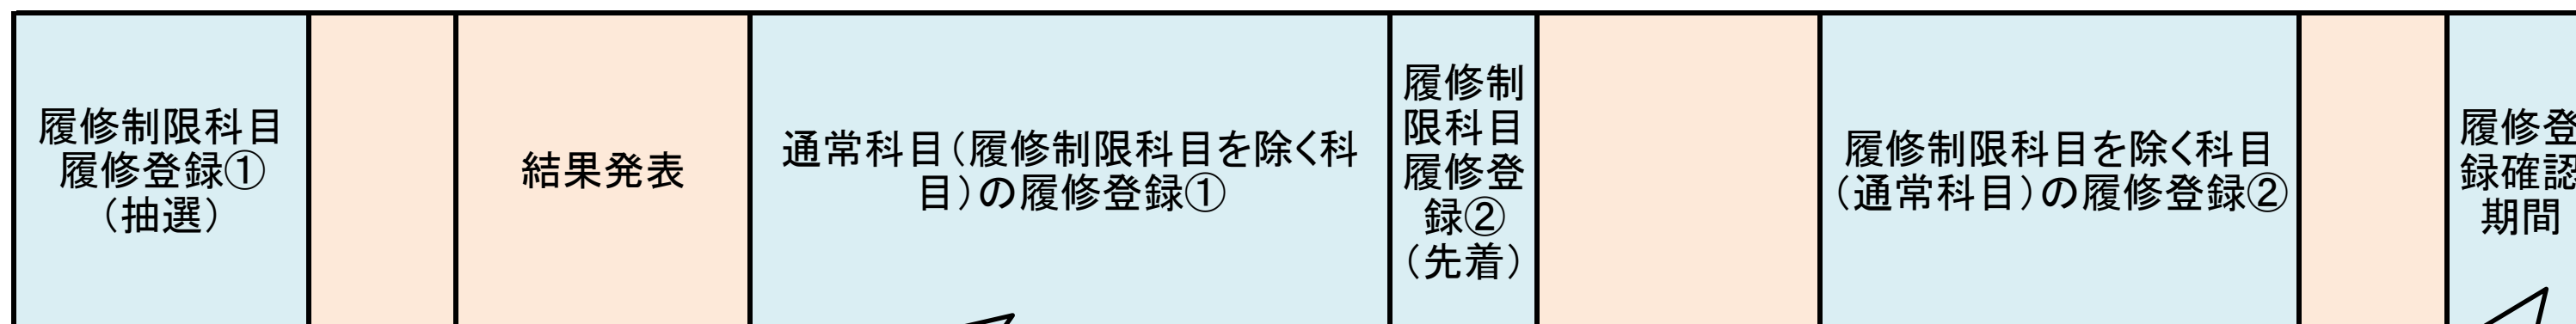 履修制限科目
履修登録①
（抽選）
結果発表
通常科目（履修制限科目を除く科
目）の履修登録①
履修制
限科目
履修登
録②
（先着）
履修制限科目を除く科目
（通常科目）の履修登録②
履修登
録確認
期間